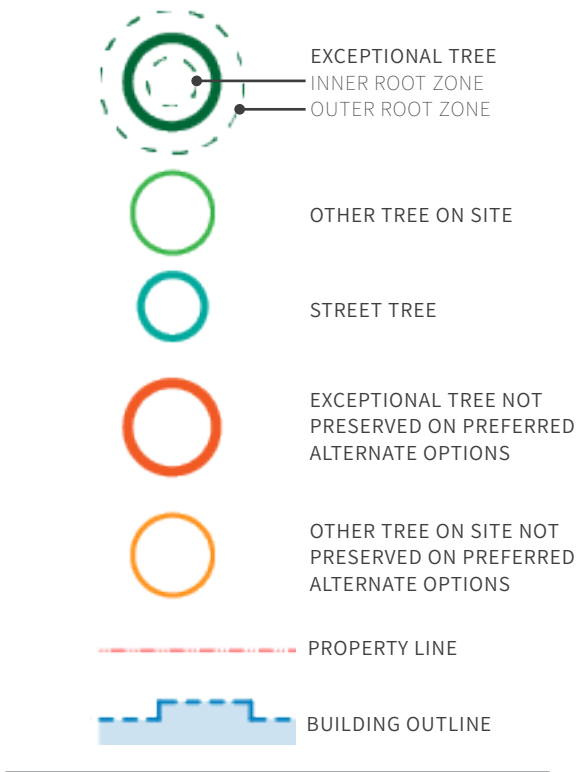 EXCEPTIONAL TREE
INNER ROOT ZONE
OUTER ROOT ZONE
OTHER TREE ON SITE
STREET TREE
EXCEPTIONAL TREE NOT
PRESERVED ON PREFERRED
ALTERNATE OPTIONS
OTHER TREE ON SITE NOT
PRESERVED ON PREFERRED
ALTERNATE OPTIONS
PROPERTY LINE
BUILDING OUTLINE